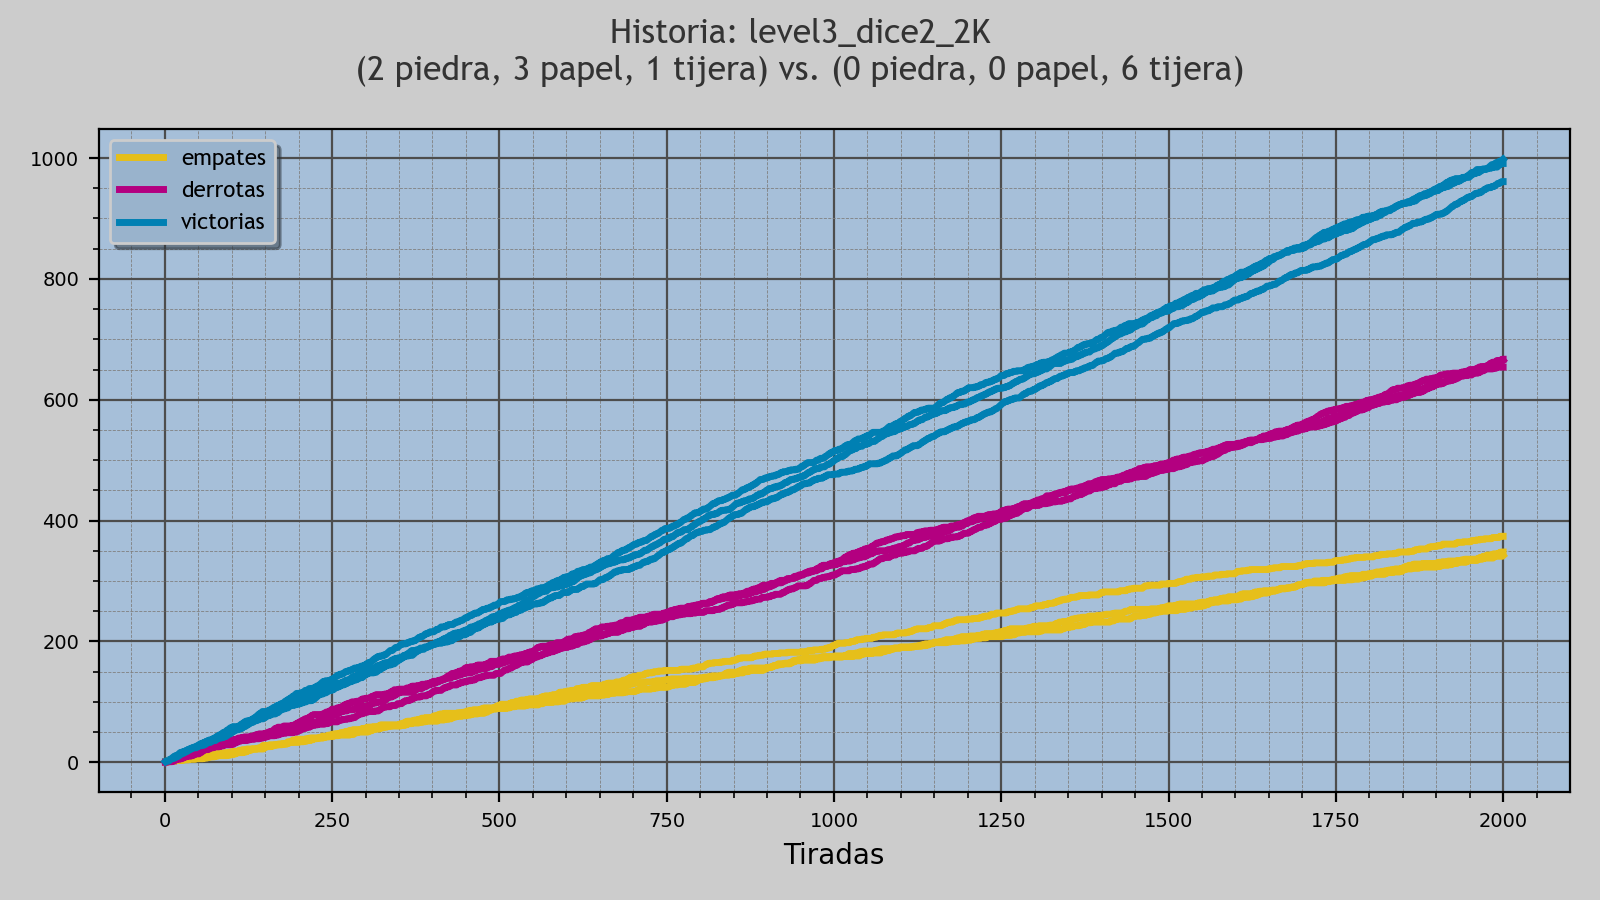 Historia: level3_dice2_2K
(2 piedra, 3 papel, 1 tijera) vs. (0 piedra, 0 papel, 6 tijera)
empates
derrotas
victorias
1000
800
600
400
200
0
0 250 500 750 1000 1250 1500 1750 2000
Tiradas